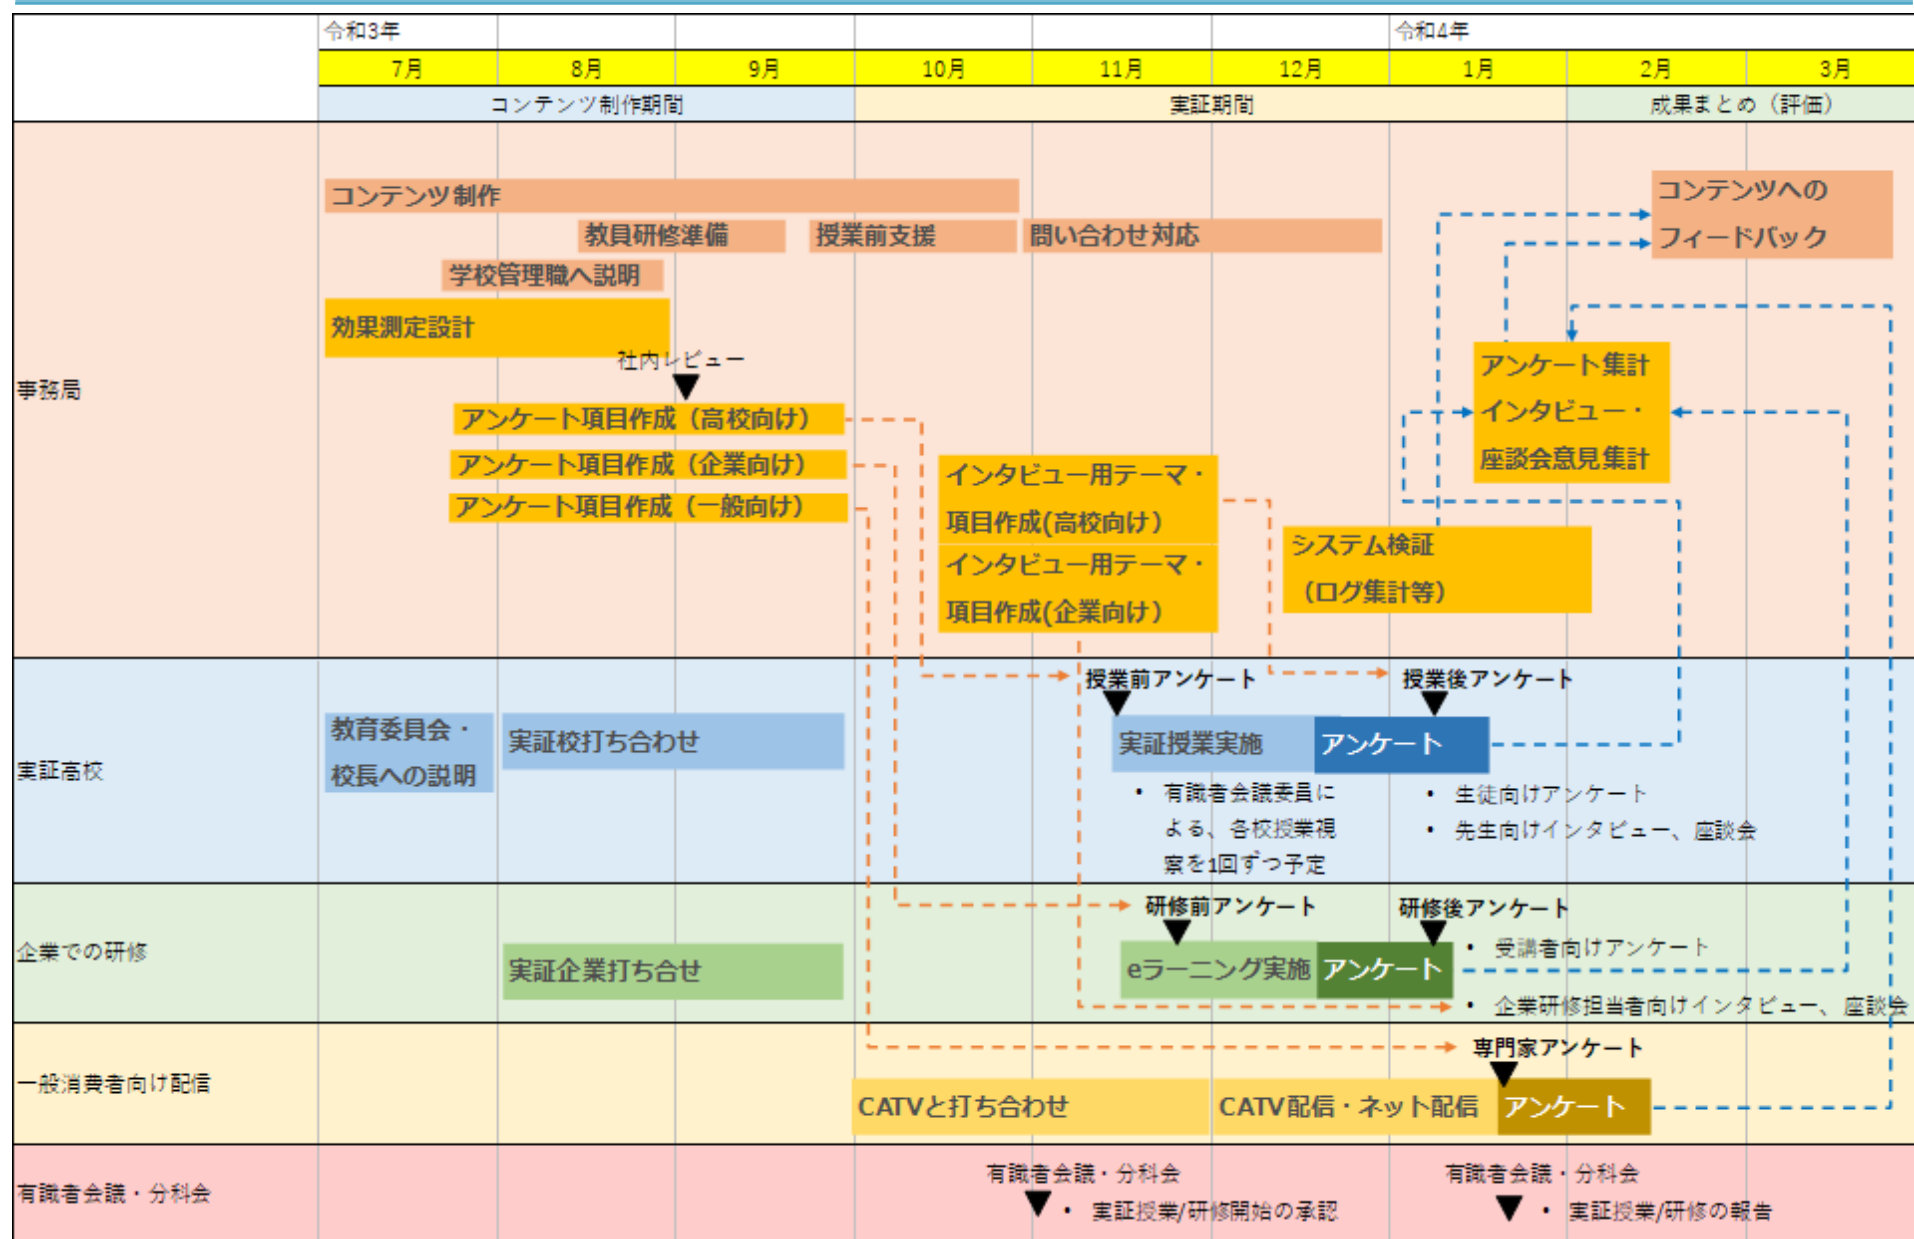 令和3年
令和4年
7月
8月
9月
10月
11月
12月
1月
2月
3月
コンテンツ制作期間
実証期間
成果まとめ（評価）
事務局
コンテンツ制作
教員研修準備
授業前支援
問い合わせ対応
学校管理職へ説明
効果測定設計
社内レビュー
アンケート項目作成（高校向け）
アンケート項目作成（企業向け）
アンケート項目作成（一般向け）
インタビュー用テーマ・
項目作成(高校向け）
インタビュー用テーマ・
項目作成(企業向け）
システム検証
（ログ集計等）
アンケート集計
インタビュー・
座談会意見集計
コンテンツへの
フィードバック
実証高校
教育委員会・
校長への説明
実証校打ち合わせ
授業前アンケート
授業後アンケート
実証授業実施
アンケート
• 有識者会議委員に
よる、各校授業視
察を1回ずつ予定
• 生徒向けアンケート
• 先生向けインタビュー、座談会
企業での研修
実証企業打ち合せ
研修前アンケート
研修後アンケート
eラーニング実施
アンケート
• 受講者向けアンケート
• 企業研修担当者向けインタビュー、座談会
一般消費者向け配信
専門家アンケート
CATVと打ち合わせ
CATV配信・ネット配信
アンケート
有識者会議・分科会
有識者会議・分科会
• 実証授業/研修開始の承認
有識者会議・分科会
• 実証授業/研修の報告